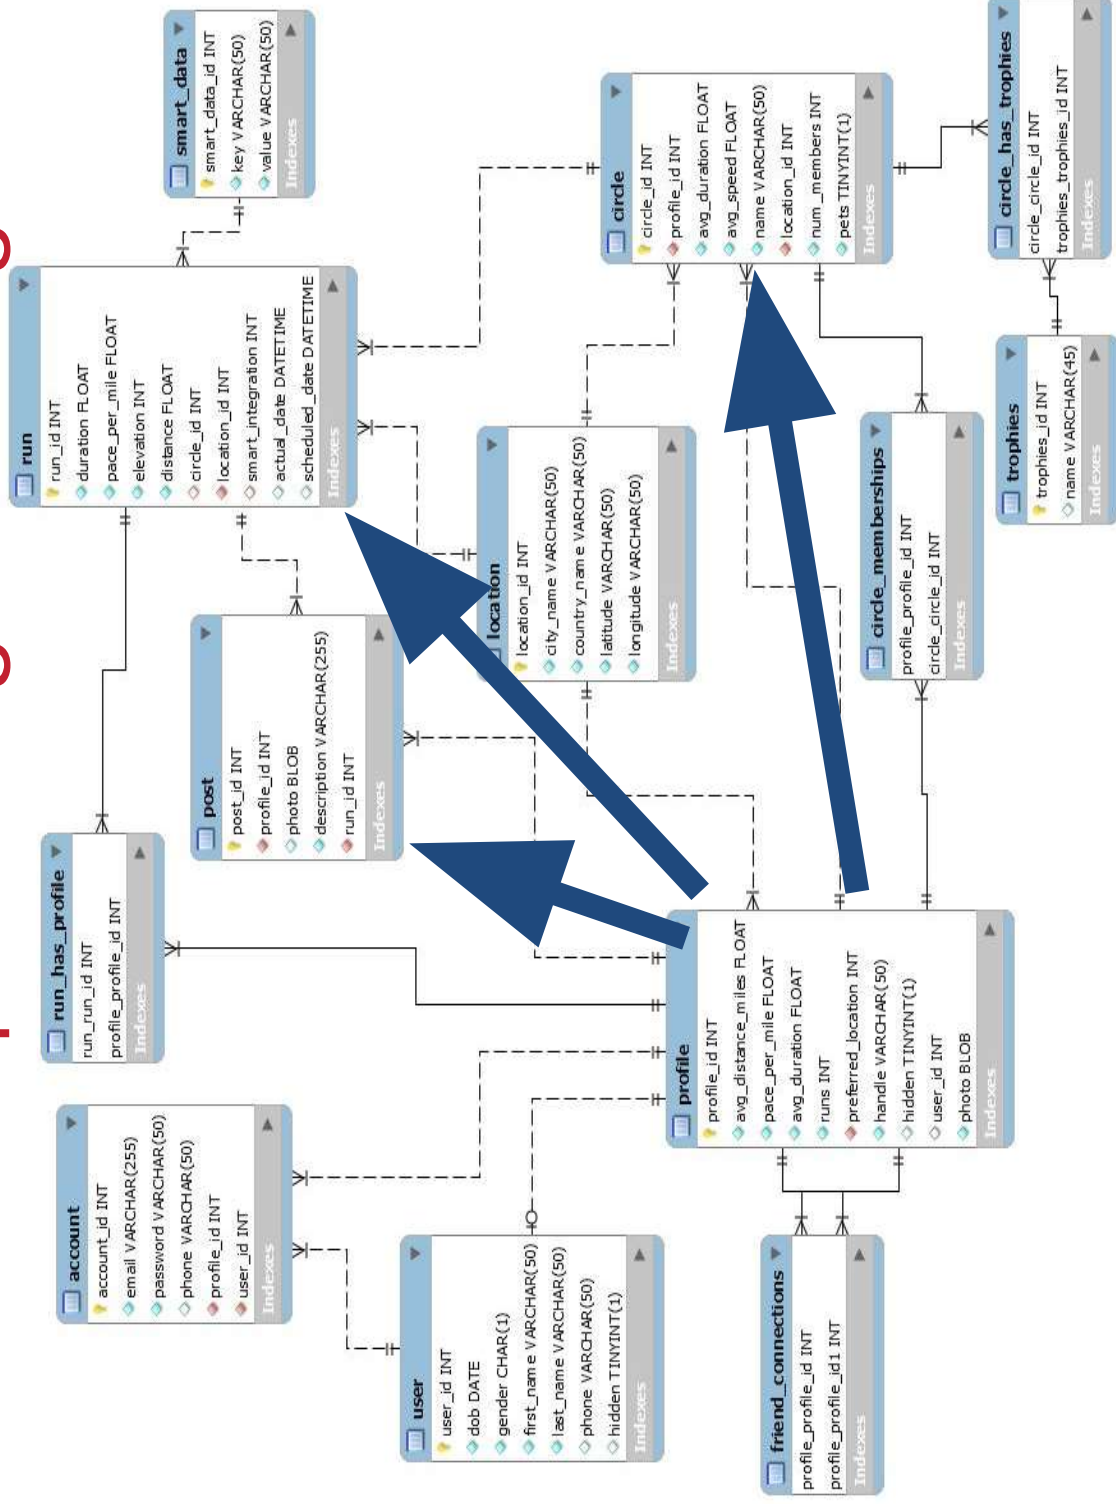 account
account_id INT
email VARCHAR(255)
password VARCHAR(50)
phone VARCHAR(50)
profile_id INT
user_id INT
Indexes
run_has_profile
run_run_id INT
profile_profile_id INT
Indexes
run
run_id INT
duration FLOAT
pace_per_mile FLOAT
elevation INT
distance FLOAT
circle_id INT
location_id INT
smart_integration INT
actual_date DATETIME
scheduled_date DATETIME
Indexes
smart_data
smart_data_id INT
key VARCHAR(50)
value VARCHAR(50)
Indexes
post
post_id INT
profile_id INT
photo BLOB
description VARCHAR(255)
run_id INT
Indexes
user
user_id INT
dob DATE
gender CHAR(1)
first_name VARCHAR(50)
last_name VARCHAR(50)
phone VARCHAR(50)
hidden TINYINT(1)
Indexes
location
location_id INT
city_name VARCHAR(50)
country_name VARCHAR(50)
latitude VARCHAR(50)
longitude VARCHAR(50)
Indexes
circle
circle_id INT
profile_id INT
avg_duration FLOAT
avg_speed FLOAT
name VARCHAR(50)
location_id INT
num_members INT
pets TINYINT(1)
Indexes
profile
profile_id INT
avg_distance_miles FLOAT
pace_per_mile FLOAT
avg_duration FLOAT
runs INT
preferred_location INT
handle VARCHAR(50)
hidden TINYINT(1)
user_id INT
photo BLOB
Indexes
friend_connections
profile_profile_id INT
profile_profile_id1 INT
Indexes
circle_memberships
profile_profile_id INT
circle_circle_id INT
Indexes
trophies
trophies_id INT
name VARCHAR(45)
Indexes
circle_has_trophies
circle_circle_id INT
trophies_trophies_id INT
Indexes